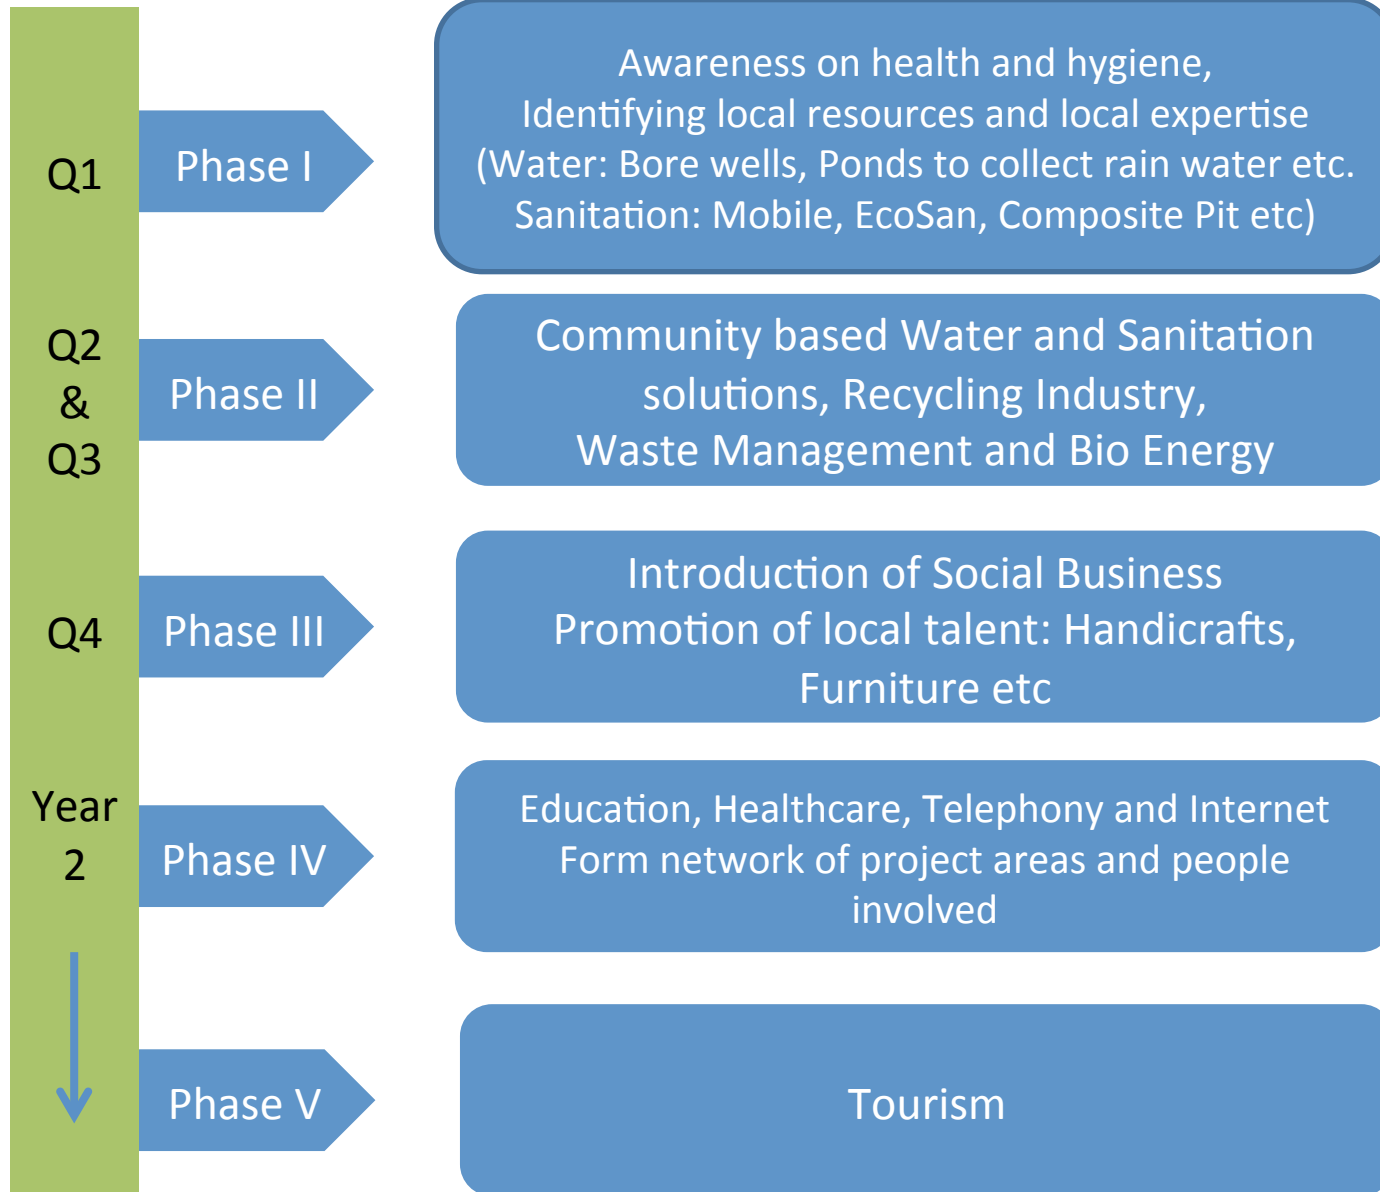 Q1
Phase I
Awareness on health and hygiene,
Identifying local resources and local expertise
(Water: Bore wells, Ponds to collect rain water etc.
Sanitation: Mobile, EcoSan, Composite Pit etc)
Q2
&
Q3
Phase II
Community based Water and Sanitation
solutions, Recycling Industry,
Waste Management and Bio Energy
Q4
Phase III
Introduction of Social Business
Promotion of local talent: Handicrafts,
Furniture etc
Year
2
Phase IV
Education, Healthcare, Telephony and Internet
Form network of project areas and people
involved
Phase V
Tourism